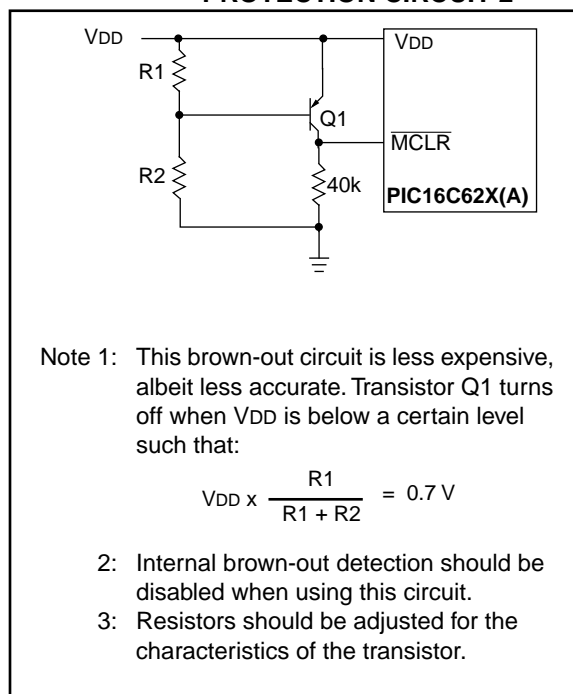 PROTECTION CIRCUIT 2
VDD
VDD
R1
Q1
MCLR
R2
40k
PIC16C62X(A)
Note 1: This brown-out circuit is less expensive,
albeit less accurate. Transistor Q1 turns
off when VDD is below a certain level
such that:
VDD x R1 / R1 + R2 = 0.7 V
2: Internal brown-out detection should be
disabled when using this circuit.
3: Resistors should be adjusted for the
characteristics of the transistor.